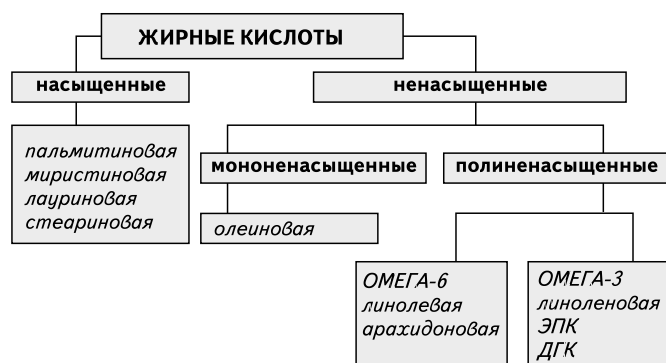 ЖИРНЫЕ КИСЛОТЫ
насыщенные
ненасыщенные
пальмитиновая
миристиновая
лауриновая
стеариновая
мононенасыщенные
полиненасыщенные
олеиновая
ОМЕГА-6
линолевая
арахидоновая
ОМЕГА-3
линоленовая
ЭПК
ДГК